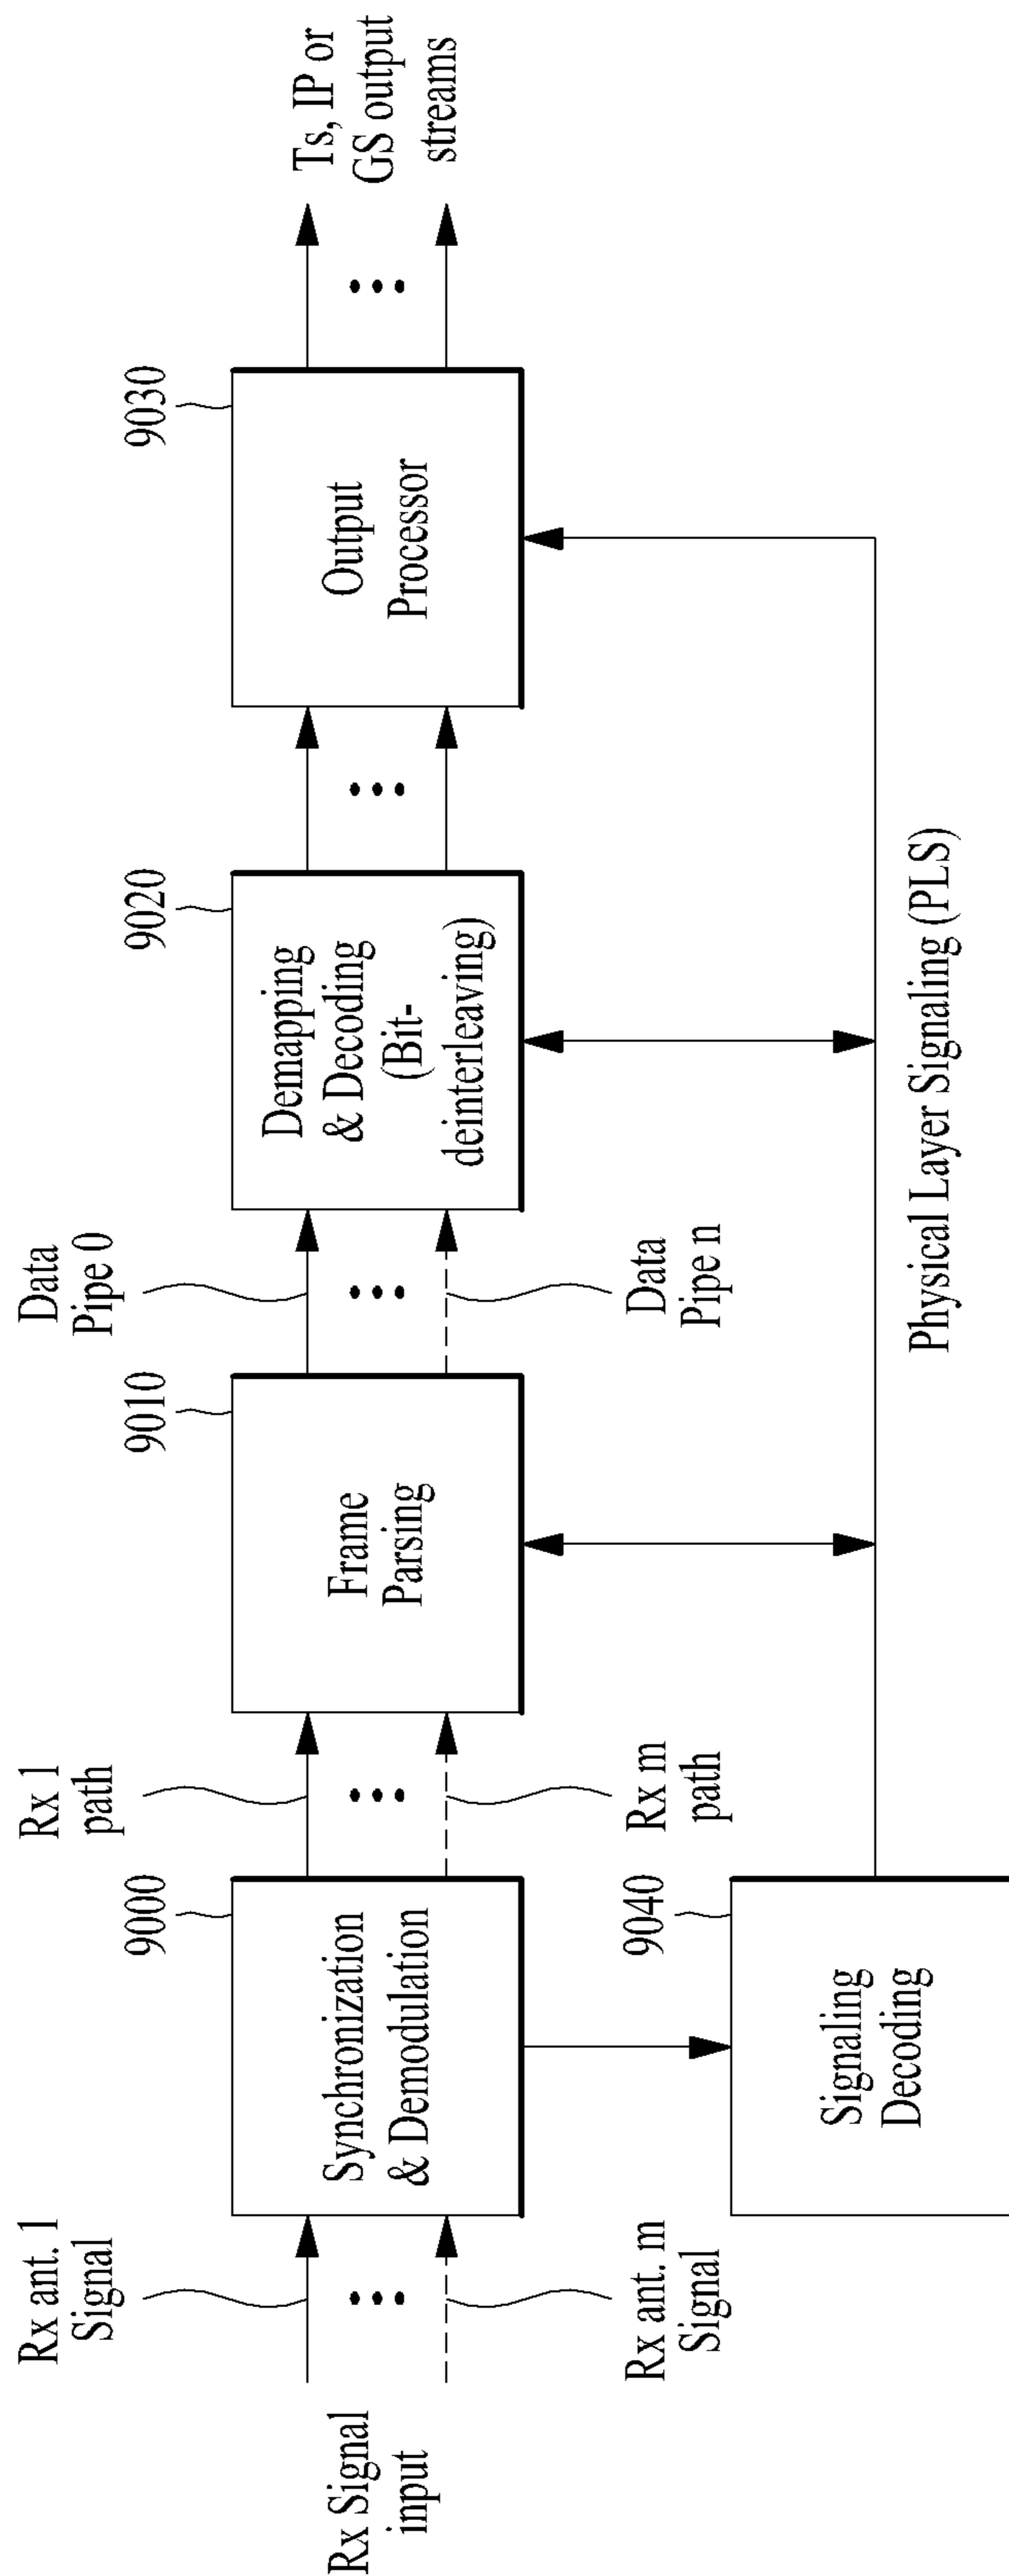 Rx Signal
input
Rx ant. 1
Signal
Rx ant. m
Signal
9000
Synchronization
& Demodulation
Rx 1
path
Rx m
path
9010
Frame
Parsing
Data
Pipe 0
Data
Pipe n
9020
Demapping
& Decoding
(Bit-
deinterleaving)
9030
Output
Processor
Ts, IP or
GS output
streams
9040
Signaling
Decoding
Physical Layer Signaling (PLS)